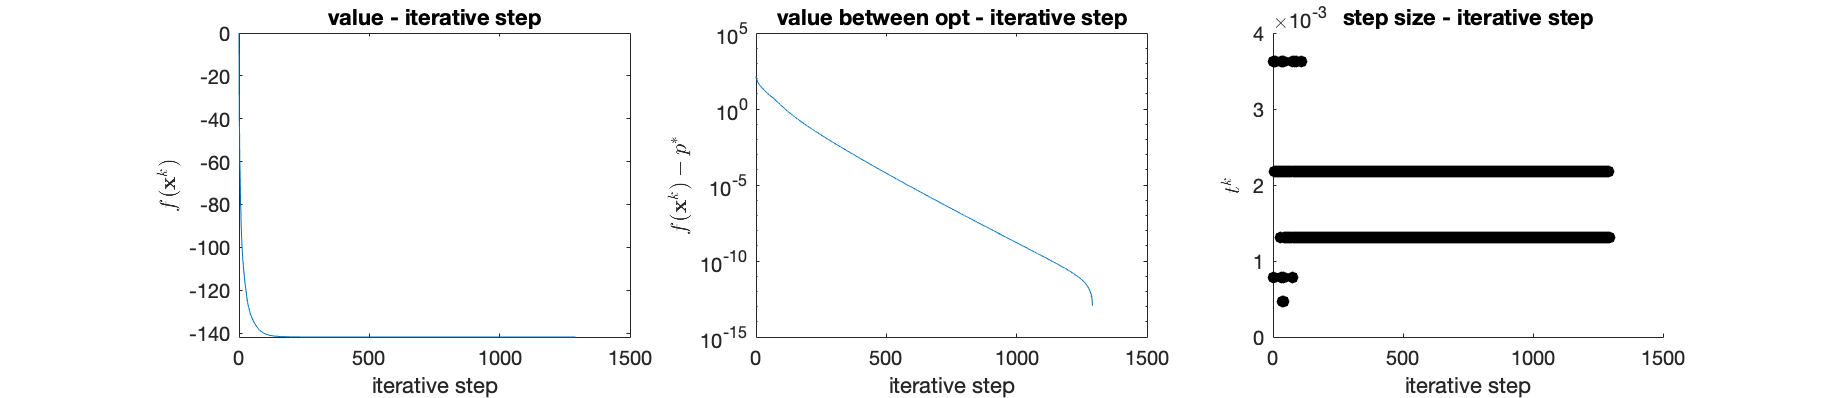 value - iterative step
0
-20
-40
-60
-80
-100
-120
-140
f(x^k)
0 500 1000 1500
iterative step
value between opt - iterative step
10^5
10^0
10^-5
10^-10
10^-15
f(x^k) − p*
0 500 1000 1500
iterative step
×10^-3 step size - iterative step
4
3
2
1
0
t^k
0 500 1000 1500
iterative step